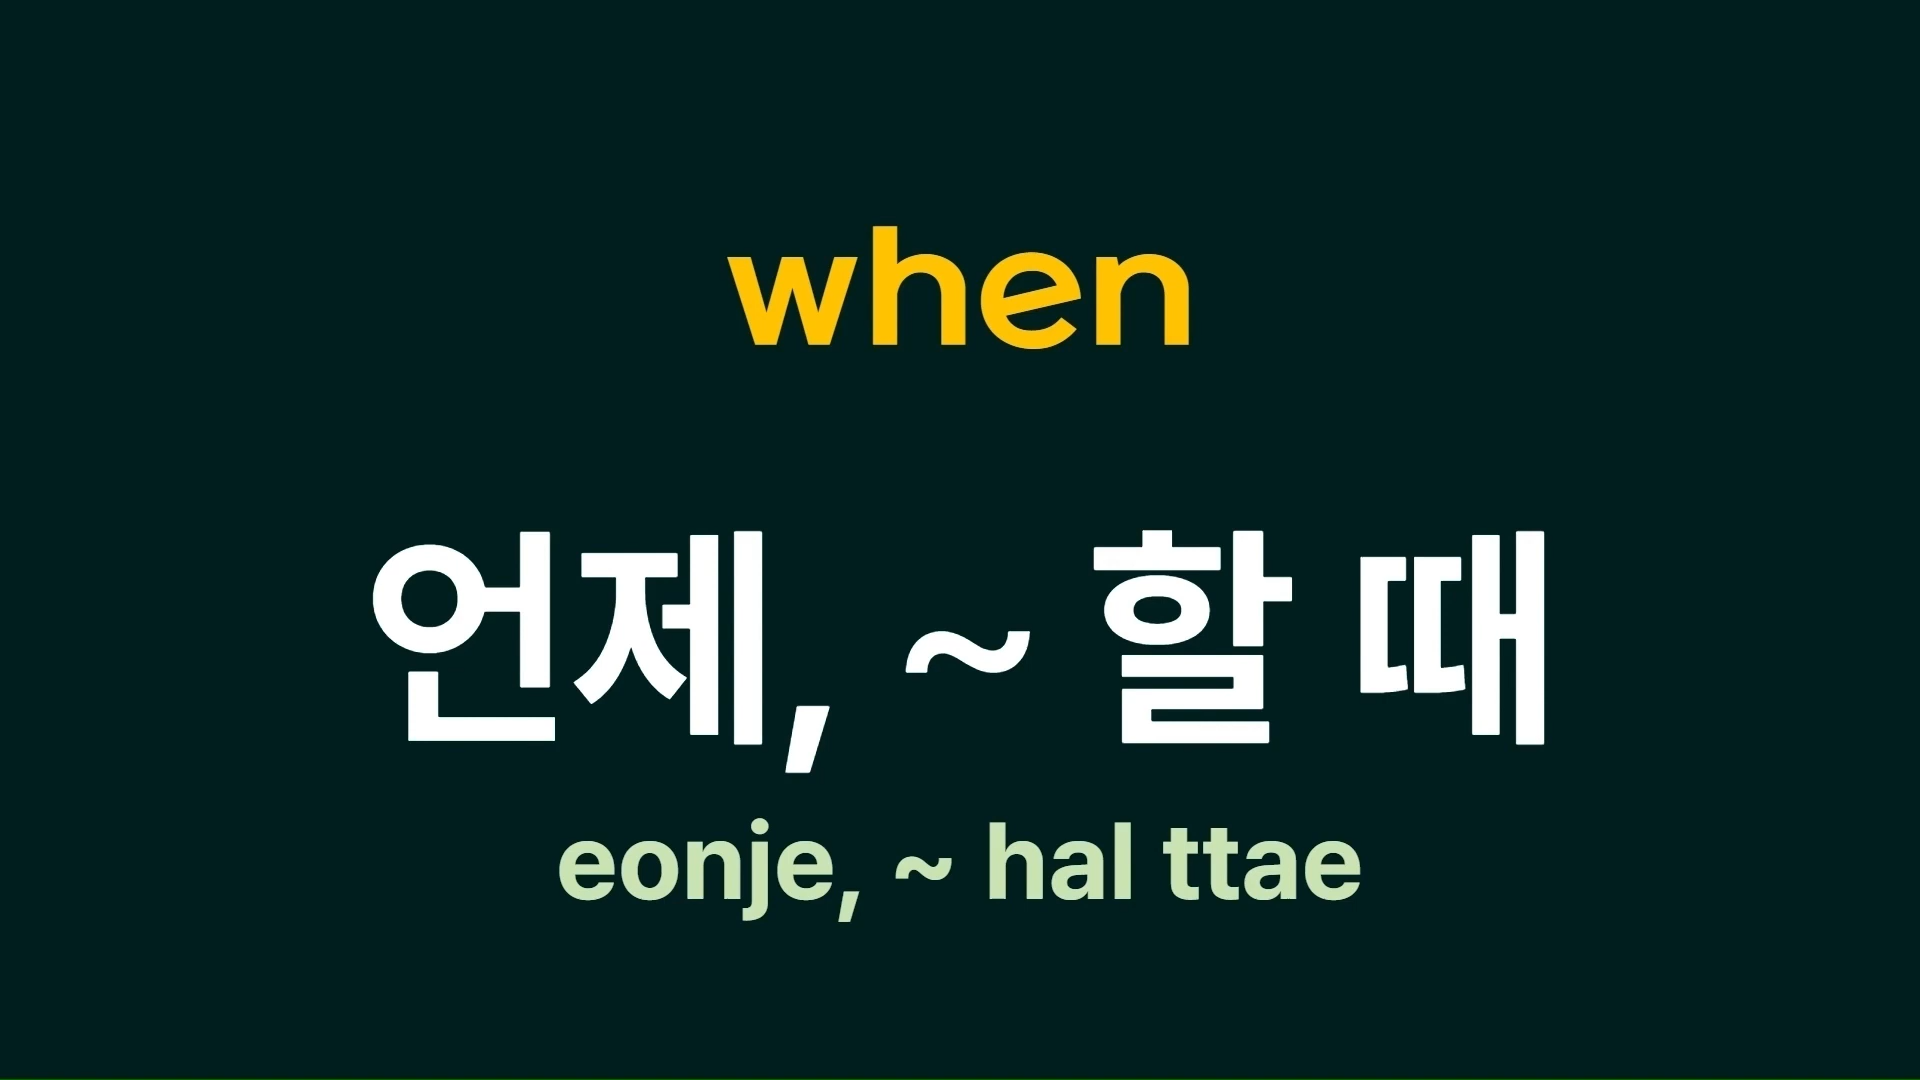 when
언제, ~ 할 때
eonje, ~ hal ttae